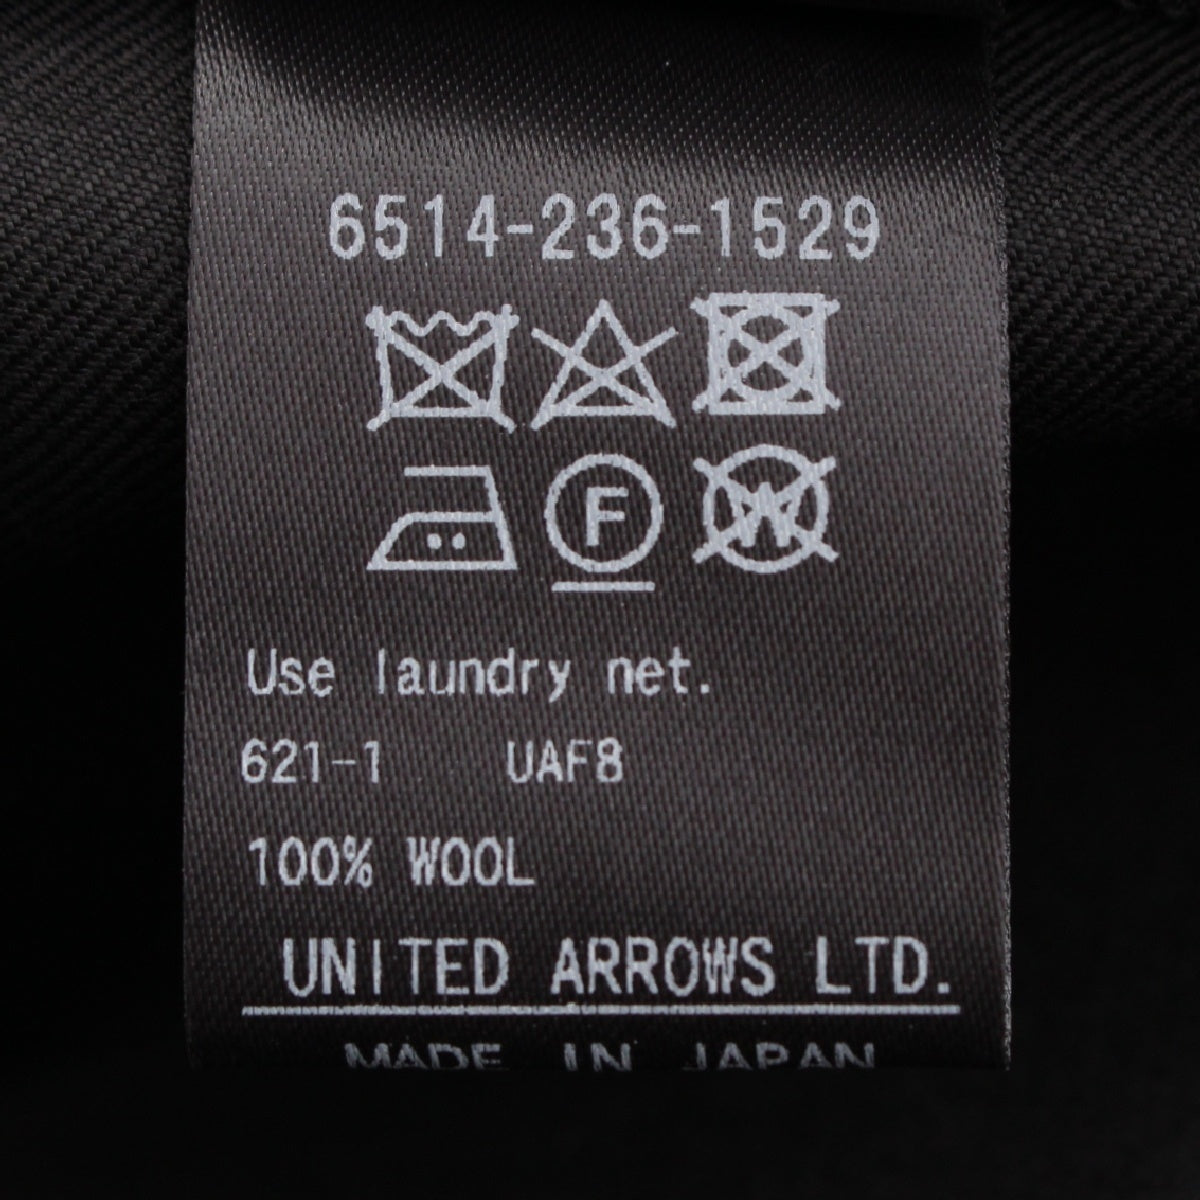 6514-236-1529
F W
Use laundry net.
621-1 UAF8
100% WOOL
UNITED ARROWS LTD.
MADE IN JAPAN